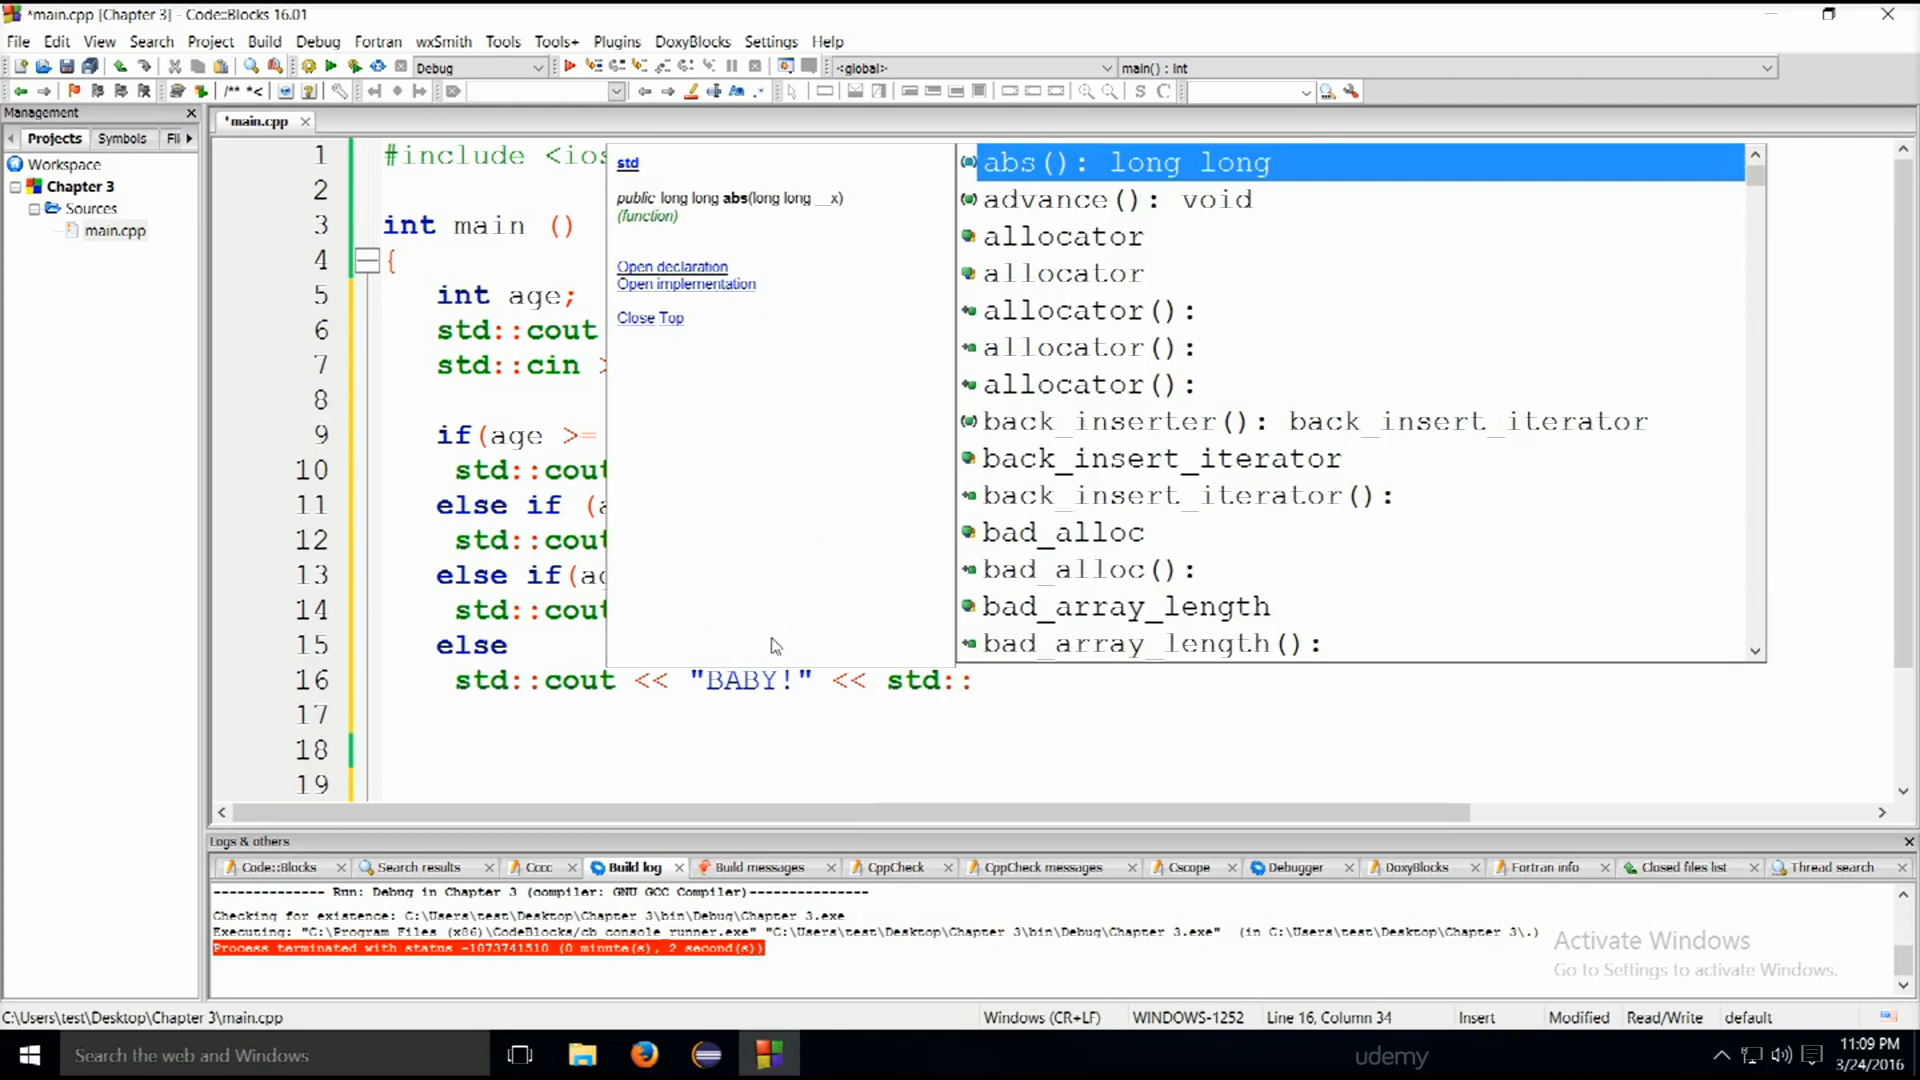 *main.cpp [Chapter 3] - Code::Blocks 16.01
File Edit View Search Project Build Debug Fortran wxSmith Tools Tools+ Plugins DoxyBlocks Settings Help
Debug <global> main() : int
/** *<
S C
Management
*main.cpp
Projects Symbols Fil
Workspace
Chapter 3
Sources
main.cpp
1 #include <ios
2
3 int main ()
4 {
5 int age;
6 std::cout
7 std::cin >
8
9 if(age >=
10 std::cout
11 else if (a
12 std::cout
13 else if(ag
14 std::cout
15 else
16 std::cout << "BABY!" << std::
17
18
19
std
public long long abs(long long __x)
(function)
Open declaration
Open implementation
Close Top
abs(): long long
advance(): void
allocator
allocator
allocator():
allocator():
allocator():
back_inserter(): back_insert_iterator
back_insert_iterator
back_insert_iterator():
bad_alloc
bad_alloc():
bad_array_length
bad_array_length():
Logs & others
Code::Blocks Search results Cccc Build log Build messages CppCheck CppCheck messages Cscope Debugger DoxyBlocks Fortran info Closed files list Thread search
-------------- Run: Debug in Chapter 3 (compiler: GNU GCC Compiler)---------------
Checking for existence: C:\Users\test\Desktop\Chapter 3\bin\Debug\Chapter 3.exe
Executing: "C:\Program Files (x86)\CodeBlocks/cb_console_runner.exe" "C:\Users\test\Desktop\Chapter 3\bin\Debug\Chapter 3.exe" (in C:\Users\test\Desktop\Chapter 3\.)
Process terminated with status -1073741510 (0 minute(s), 2 second(s))
Activate Windows
Go to Settings to activate Windows.
C:\Users\test\Desktop\Chapter 3\main.cpp Windows (CR+LF) WINDOWS-1252 Line 16, Column 34 Insert Modified Read/Write default
Search the web and Windows
udemy
11:09 PM
3/24/2016